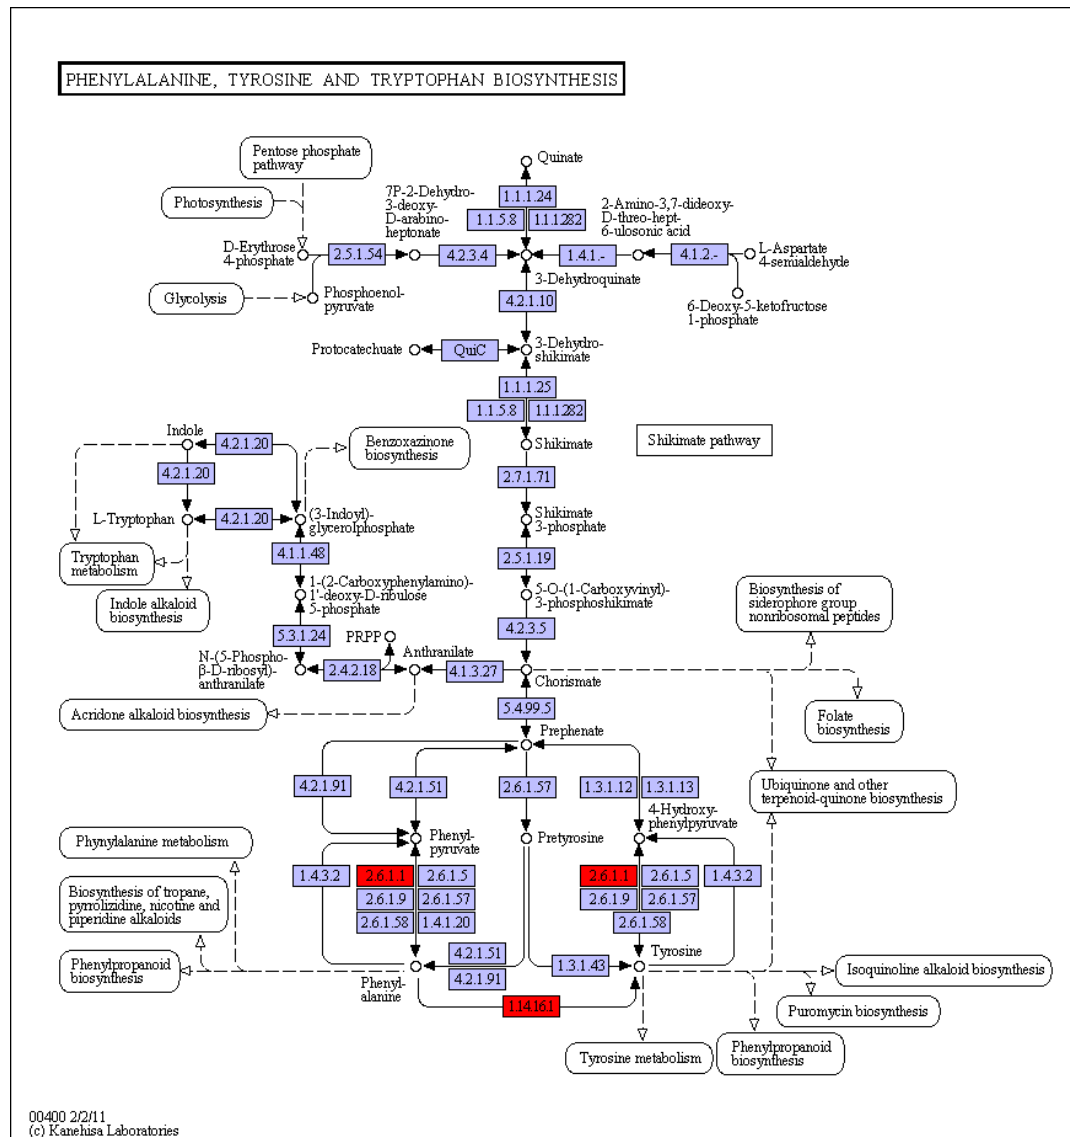 PHENYLALANINE, TYROSINE AND TRYPTOPHAN BIOSYNTHESIS
Pentose phosphate
pathway
Photosynthesis
Glycolysis
D-Erythrose
4-phosphate
2.5.1.54
Phosphoenol-
pyruvate
7P-2-Dehydro-
3-deoxy-
D-arabino-
heptonate
4.2.3.4
Quinate
1.1.1.24
1.1.5.8
1.1.1.282
2-Amino-3,7-dideoxy-
D-threo-hept-
6-ulosonic acid
1.4.1.-
4.1.2.-
L-Aspartate
4-semialdehyde
6-Deoxy-5-ketofructose
1-phosphate
3-Dehydroquinate
4.2.1.10
Protocatechuate
QuiC
3-Dehydro-
shikimate
1.1.1.25
1.1.5.8
1.1.1.282
Shikimate
Shikimate pathway
2.7.1.71
Shikimate
3-phosphate
2.5.1.19
5-O-(1-Carboxyvinyl)-
3-phosphoshikimate
4.2.3.5
Indole
4.2.1.20
4.2.1.20
Benzoxazinone
biosynthesis
L-Tryptophan
4.2.1.20
(3-Indoyl)-
glycerolphosphate
Tryptophan
metabolism
Indole alkaloid
biosynthesis
4.1.1.48
1-(2-Carboxyphenylamino)-
1'-deoxy-D-ribulose
5-phosphate
5.3.1.24
N-(5-Phospho-
β-D-ribosyl)-
anthranilate
PRPP
2.4.2.18
Anthranilate
4.1.3.27
Chorismate
Biosynthesis of
siderophore group
nonribosomal peptides
Acridone alkaloid biosynthesis
5.4.99.5
Folate
biosynthesis
Prephenate
4.2.1.91
4.2.1.51
2.6.1.57
1.3.1.12
1.3.1.13
Ubiquinone and other
terpenoid-quinone biosynthesis
Phenyl-
pyruvate
Pretyrosine
4-Hydroxy-
phenylpyruvate
Phynylalanine metabolism
1.4.3.2
2.6.1.1
2.6.1.5
2.6.1.9
2.6.1.57
2.6.1.58
1.4.1.20
2.6.1.1
2.6.1.5
1.4.3.2
2.6.1.9
2.6.1.57
2.6.1.58
Biosynthesis of tropane,
pyrrolizidine, nicotine and
piperidine alkaloids
Phenylpropanoid
biosynthesis
4.2.1.51
4.2.1.91
1.3.1.43
Tyrosine
Phenyl-
alanine
1.14.16.1
Isoquinoline alkaloid biosynthesis
Puromycin biosynthesis
Tyrosine metabolism
Phenylpropanoid
biosynthesis
00400 2/2/11
(c) Kanehisa Laboratories